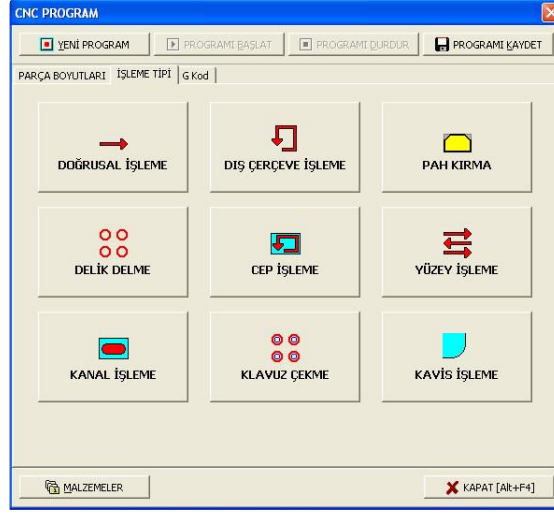 CNC PROGRAM
YENİ PROGRAM PROGRAMI BAŞLAT PROGRAMI DURDUR PROGRAMI KAYDET
PARÇA BOYUTLARI İŞLEME TİPİ G Kod
DOĞRUSAL İŞLEME DIŞ ÇERÇEVE İŞLEME PAH KIRMA
DELİK DELME CEP İŞLEME YÜZEY İŞLEME
KANAL İŞLEME KLAVUZ ÇEKME KAVİS İŞLEME
MALZEMELER KAPAT [Alt+F4]